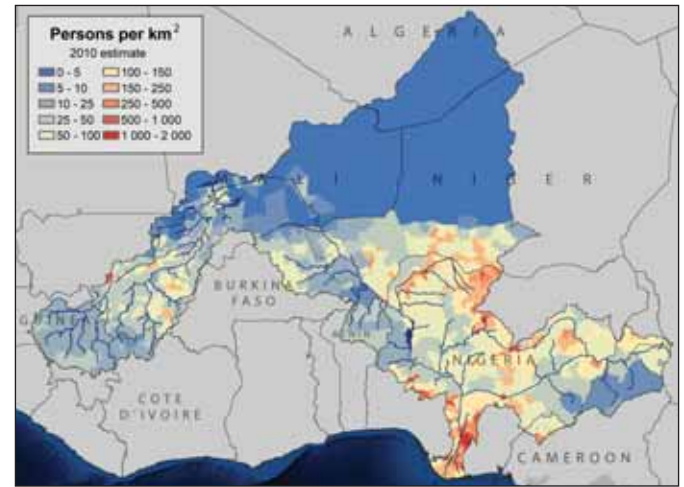 Persons per km²
2010 estimate
0 - 5
5 - 10
10 - 25
25 - 50
50 - 100
100 - 150
150 - 250
250 - 500
500 - 1 000
1 000 - 2 000
ALGERIA
MALI
NIGER
BURKINA
FASO
GUINEA
BENIN
NIGERIA
COTE
D'IVOIRE
CAMEROON